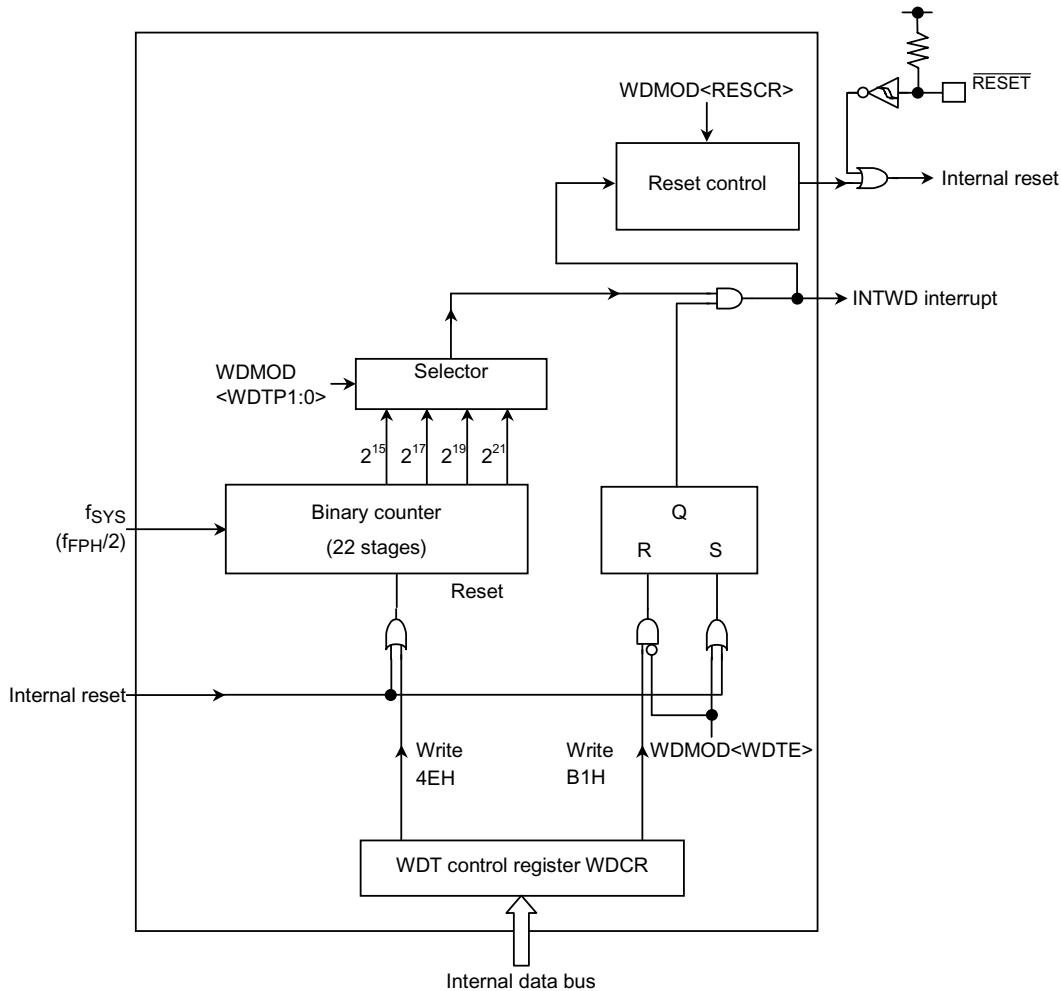 RESET
WDMOD<RESCR>
Reset control
Internal reset
INTWD interrupt
Selector
WDMOD
<WDTP1:0>
2^15 2^17 2^19 2^21
fSYS
(fFPH/2)
Binary counter
(22 stages)
Q
R S
Reset
Internal reset
Write
4EH
Write
B1H
WDMOD<WDTE>
WDT control register WDCR
Internal data bus